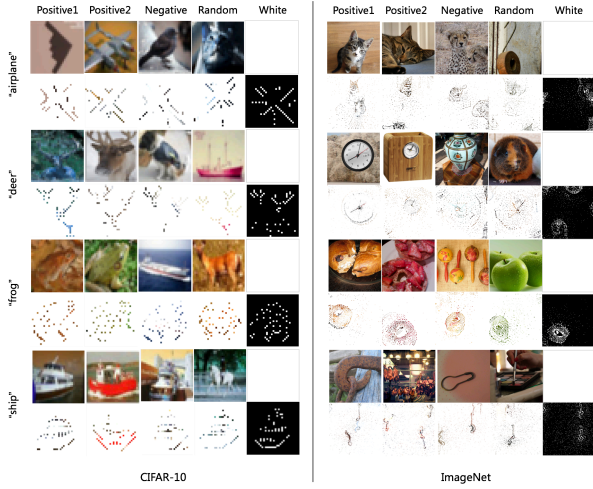 Positive1 Positive2 Negative Random White
Positive1 Positive2 Negative Random White
"airplane"
"deer"
"frog"
"ship"
CIFAR-10
ImageNet